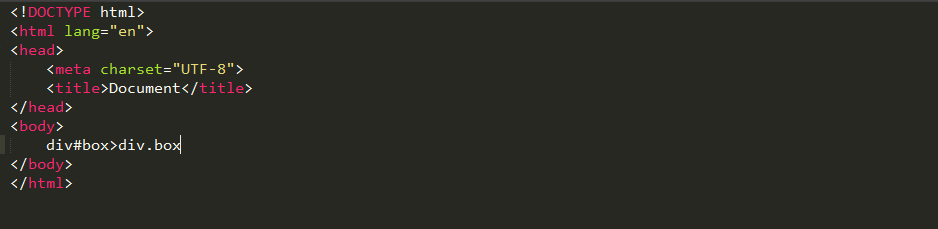 <!DOCTYPE html>
<html lang="en">
<head>
    <meta charset="UTF-8">
    <title>Document</title>
</head>
<body>
    div#box>div.box
</body>
</html>